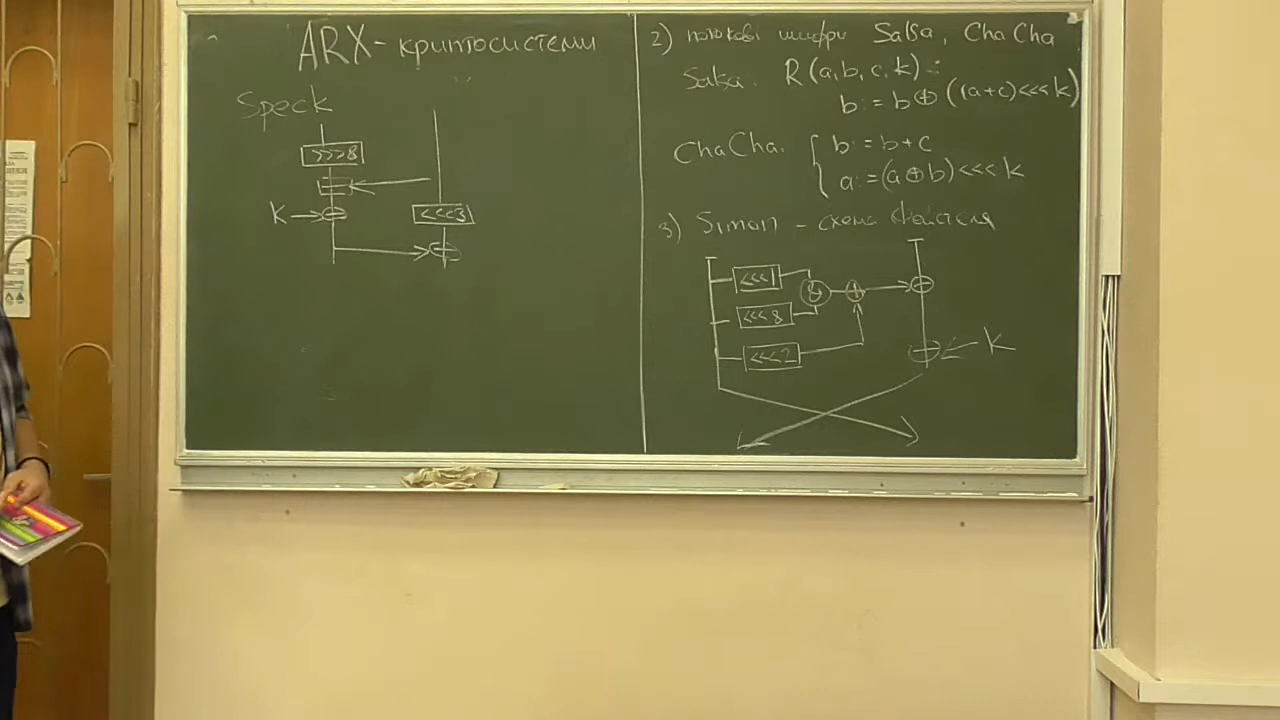 ARX-криптосистеми
Speck
>>>8
K
<<<3
2) потокові шифри Salsa, ChaCha
Salsa: R(a,b,c,k):
b:= b⊕((a+c)<<<k)
ChaCha: b:= b+c
a:=(a⊕b)<<<k
3) Simon - схема Фейстеля
<<<1
&
<<<8
<<<2
K